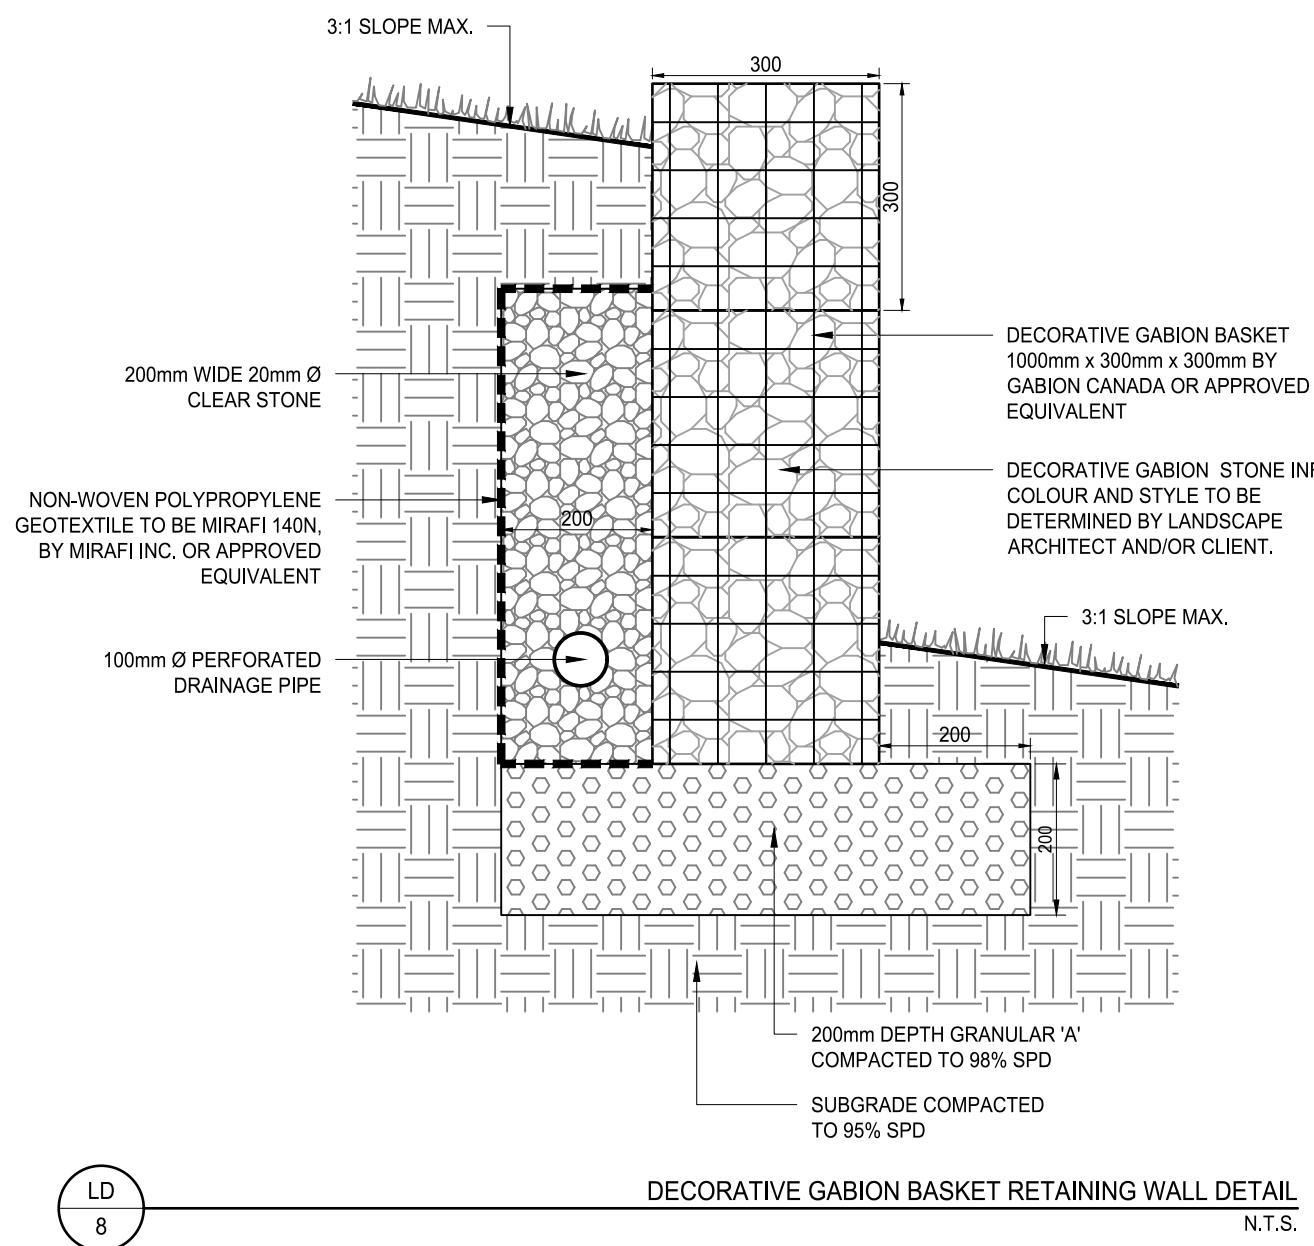 3:1 SLOPE MAX.
300
300
200mm WIDE 20mm Ø
CLEAR STONE
DECORATIVE GABION BASKET
1000mm x 300mm x 300mm BY
GABION CANADA OR APPROVED
EQUIVALENT
NON-WOVEN POLYPROPYLENE
GEOTEXTILE TO BE MIRAFI 140N,
BY MIRAFI INC. OR APPROVED
EQUIVALENT
200
DECORATIVE GABION STONE
COLOUR AND STYLE TO BE
DETERMINED BY LANDSCAPE
ARCHITECT AND/OR CLIENT.
3:1 SLOPE MAX.
100mm Ø PERFORATED
DRAINAGE PIPE
200
200
200mm DEPTH GRANULAR 'A'
COMPACTED TO 98% SPD
SUBGRADE COMPACTED
TO 95% SPD
LD
8
DECORATIVE GABION BASKET RETAINING WALL DETAIL
N.T.S.